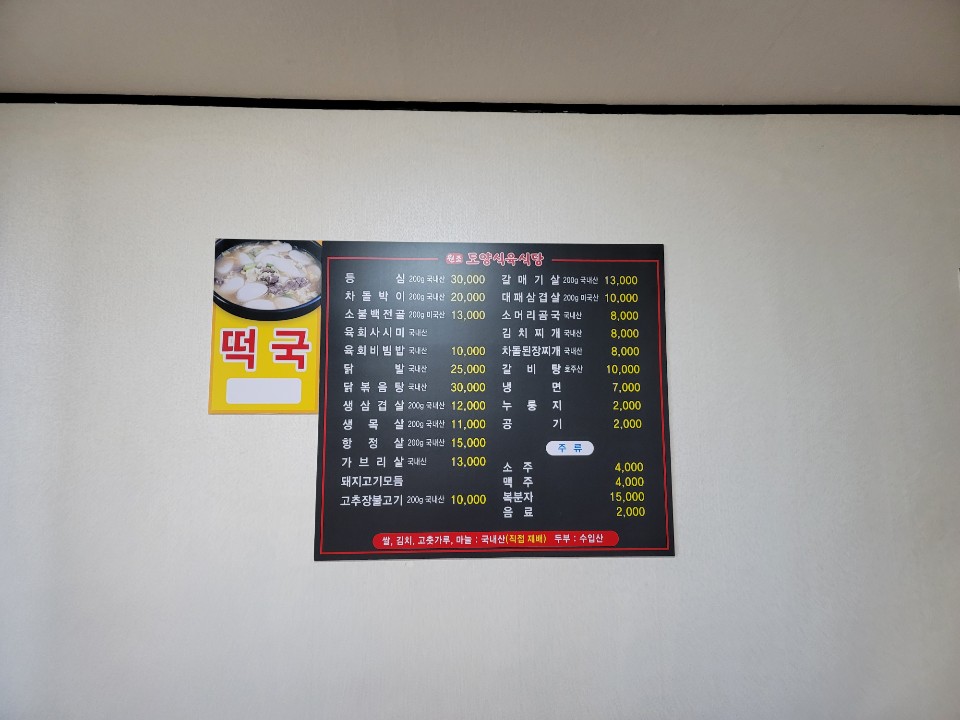 떡국
원조 도양식육식당
등심 200g 국내산 30,000
차돌박이 200g 국내산 20,000
소불백전골 200g 미국산 13,000
육회사시미 국내산
육회비빔밥 국내산 10,000
닭발 국내산 25,000
닭볶음탕 국내산 30,000
생삼겹살 200g 국내산 12,000
생목살 200g 국내산 11,000
항정살 200g 국내산 15,000
가브리살 국내산 13,000
돼지고기모듬
고추장불고기 200g 국내산 10,000
갈매기살 200g 국내산 13,000
대패삼겹살 200g 미국산 10,000
소머리곰국 국내산 8,000
김치찌개 국내산 8,000
차돌된장찌개 국내산 8,000
갈비탕 호주산 10,000
냉면 7,000
누룽지 2,000
공기 2,000
주류
소주 4,000
맥주 4,000
복분자 15,000
음료 2,000
쌀, 김치, 고춧가루, 마늘 : 국내산(직접 재배) 두부 : 수입산